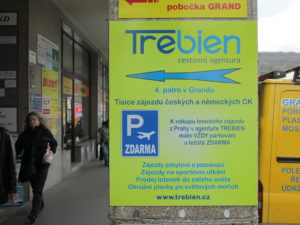 pobočka GRAND
Trebien
cestovní agentura
4. patro v Grandu
Tisíce zájezdů českých a německých CK
K nákupu leteckého zájezdu
z Prahy v agentuře TREBIEN
máte VŽDY parkování
u letiště ZDARMA
P
ZDARMA
Zájezdy pobytové a poznávací
Zájezdy na sportovní utkání
Prodej letenek do celého světa
Okružní plavby po světových mořích
www.trebien.cz